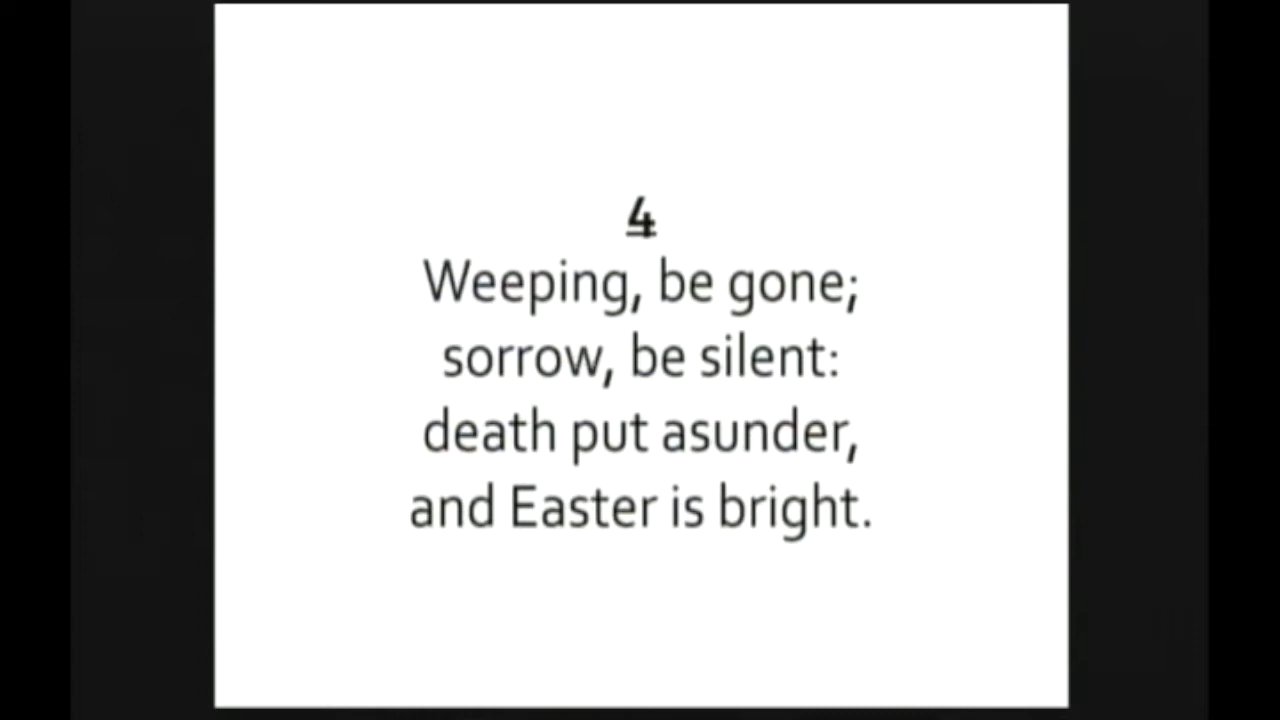 4
Weeping, be gone;
sorrow, be silent:
death put asunder,
and Easter is bright.